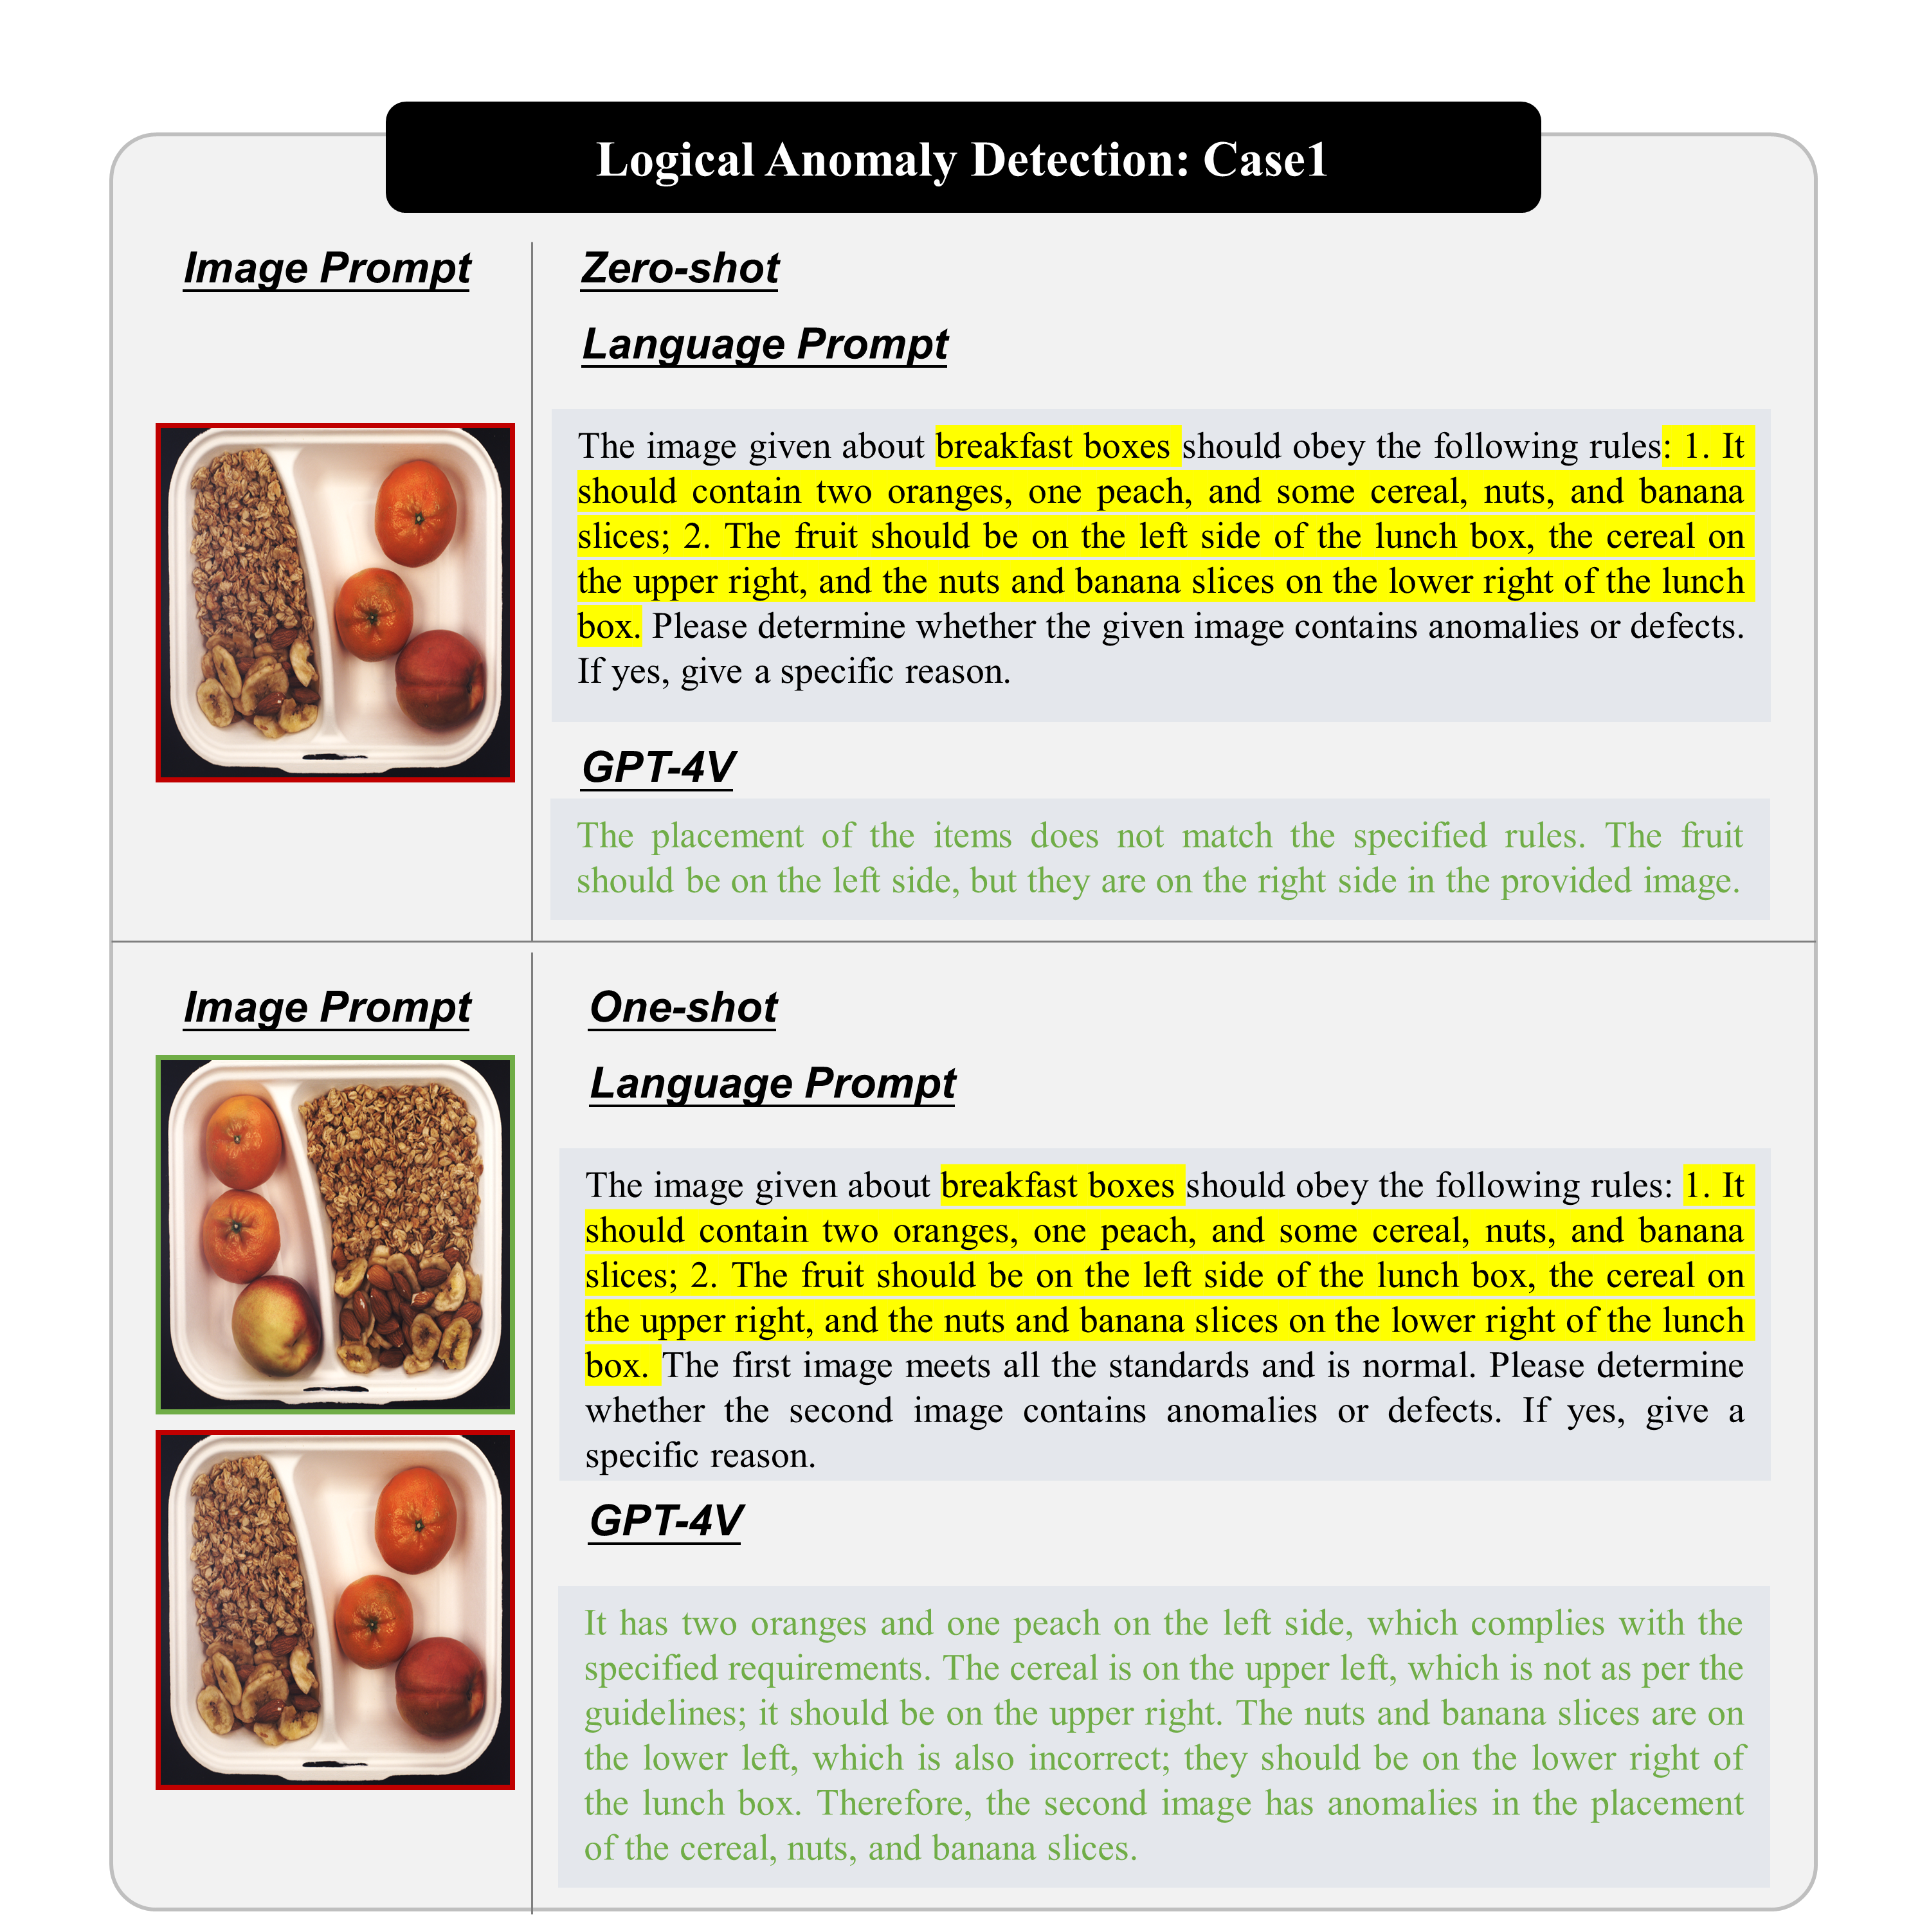 Logical Anomaly Detection: Case1
Image Prompt
Zero-shot
Language Prompt
The image given about breakfast boxes should obey the following rules: 1. It
should contain two oranges, one peach, and some cereal, nuts, and banana
slices; 2. The fruit should be on the left side of the lunch box, the cereal on
the upper right, and the nuts and banana slices on the lower right of the lunch
box. Please determine whether the given image contains anomalies or defects.
If yes, give a specific reason.
GPT-4V
The placement of the items does not match the specified rules. The fruit
should be on the left side, but they are on the right side in the provided image.
Image Prompt
One-shot
Language Prompt
The image given about breakfast boxes should obey the following rules: 1. It
should contain two oranges, one peach, and some cereal, nuts, and banana
slices; 2. The fruit should be on the left side of the lunch box, the cereal on
the upper right, and the nuts and banana slices on the lower right of the lunch
box. The first image meets all the standards and is normal. Please determine
whether the second image contains anomalies or defects. If yes, give a
specific reason.
GPT-4V
It has two oranges and one peach on the left side, which complies with the
specified requirements. The cereal is on the upper left, which is not as per the
guidelines; it should be on the upper right. The nuts and banana slices are on
the lower left, which is also incorrect; they should be on the lower right of
the lunch box. Therefore, the second image has anomalies in the placement
of the cereal, nuts, and banana slices.